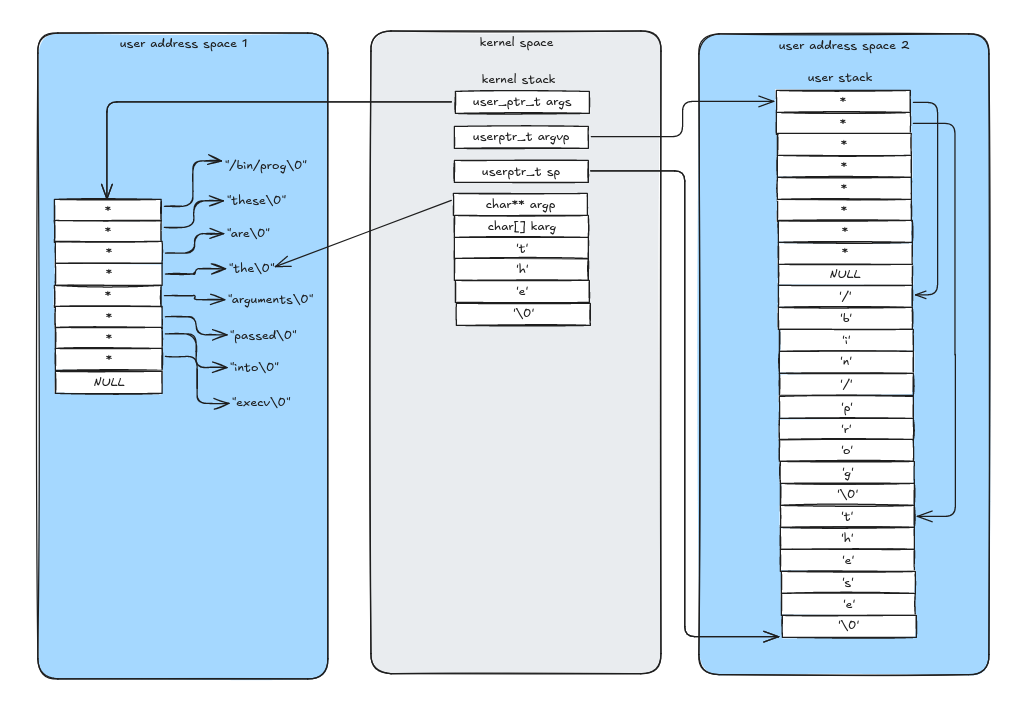 user address space 1
*
*
*
*
*
*
*
*
NULL
"/bin/prog\0"
"these\0"
"are\0"
"the\0"
"arguments\0"
"passed\0"
"into\0"
"execv\0"
kernel space
kernel stack
user_ptr_t args
userptr_t argvp
userptr_t sp
char** argp
char[] karg
't'
'h'
'e'
'\0'
user address space 2
user stack
*
*
*
*
*
*
*
*
NULL
'/'
'b'
'i'
'n'
'/'
'p'
'r'
'o'
'g'
'\0'
't'
'h'
'e'
's'
'e'
'\0'